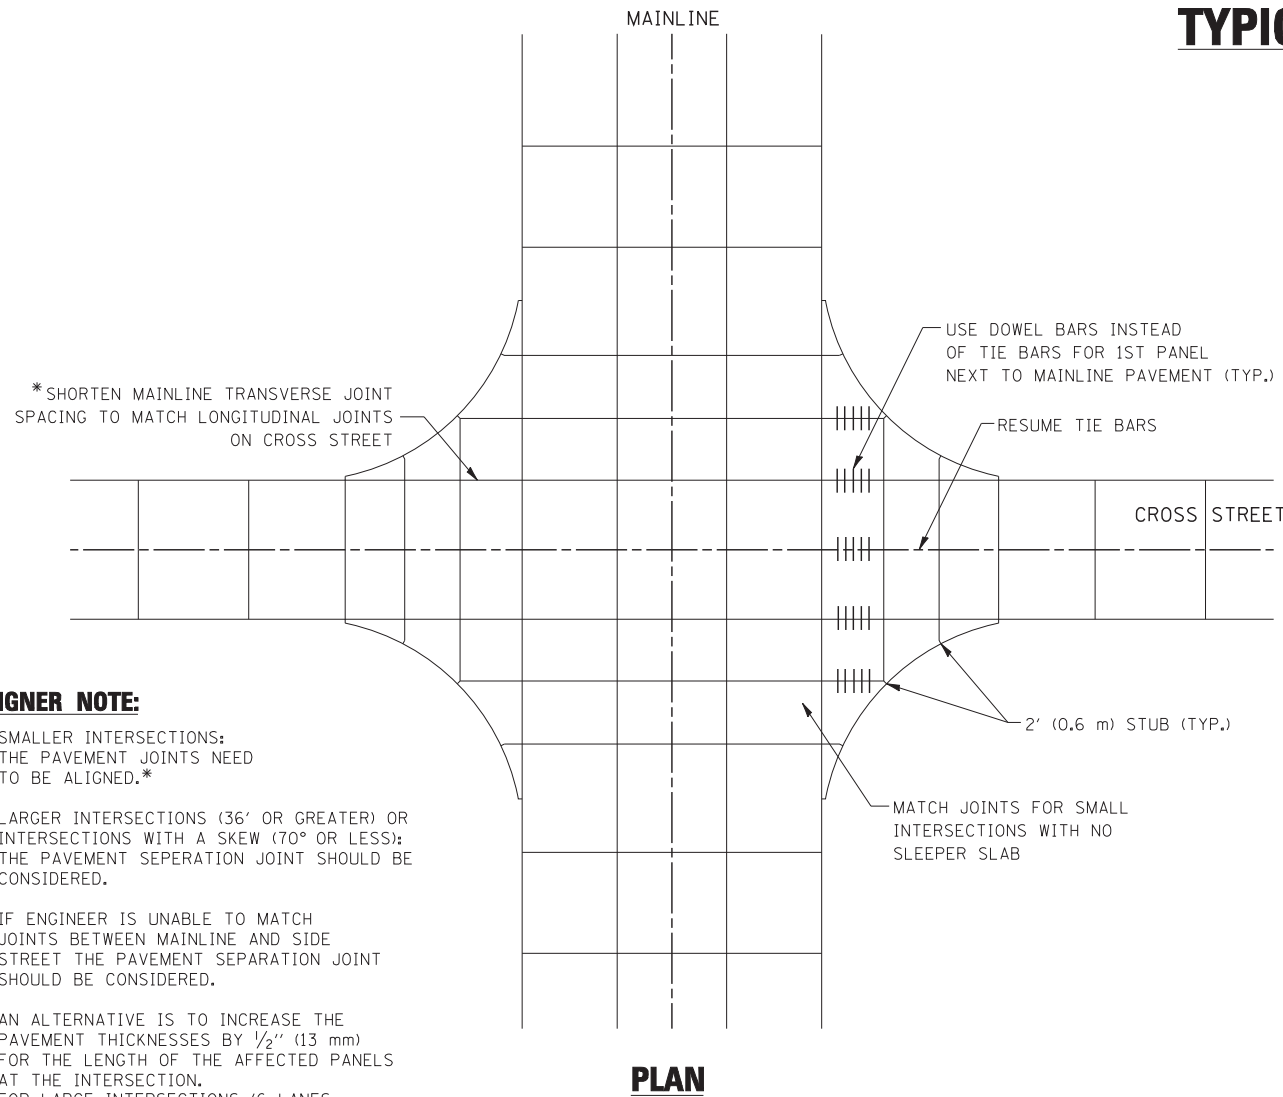 MAINLINE
*SHORTEN MAINLINE TRANSVERSE JOINT
SPACING TO MATCH LONGITUDINAL JOINTS
ON CROSS STREET
USE DOWEL BARS INSTEAD
OF TIE BARS FOR 1ST PANEL
NEXT TO MAINLINE PAVEMENT (TYP.)
RESUME TIE BARS
CROSS STREET
2' (0.6 m) STUB (TYP.)
MATCH JOINTS FOR SMALL
INTERSECTIONS WITH NO
SLEEPER SLAB
IGNER NOTE:
SMALLER INTERSECTIONS:
THE PAVEMENT JOINTS NEED
TO BE ALIGNED.*
LARGER INTERSECTIONS (36' OR GREATER) OR
INTERSECTIONS WITH A SKEW (70° OR LESS):
THE PAVEMENT SEPERATION JOINT SHOULD BE
CONSIDERED.
IF ENGINEER IS UNABLE TO MATCH
JOINTS BETWEEN MAINLINE AND SIDE
STREET THE PAVEMENT SEPARATION JOINT
SHOULD BE CONSIDERED.
AN ALTERNATIVE IS TO INCREASE THE
PAVEMENT THICKNESSES BY 1/2" (13 mm)
FOR THE LENGTH OF THE AFFECTED PANELS
AT THE INTERSECTION.
FOR LARGE INTERSECTIONS (6 LANES
PLAN